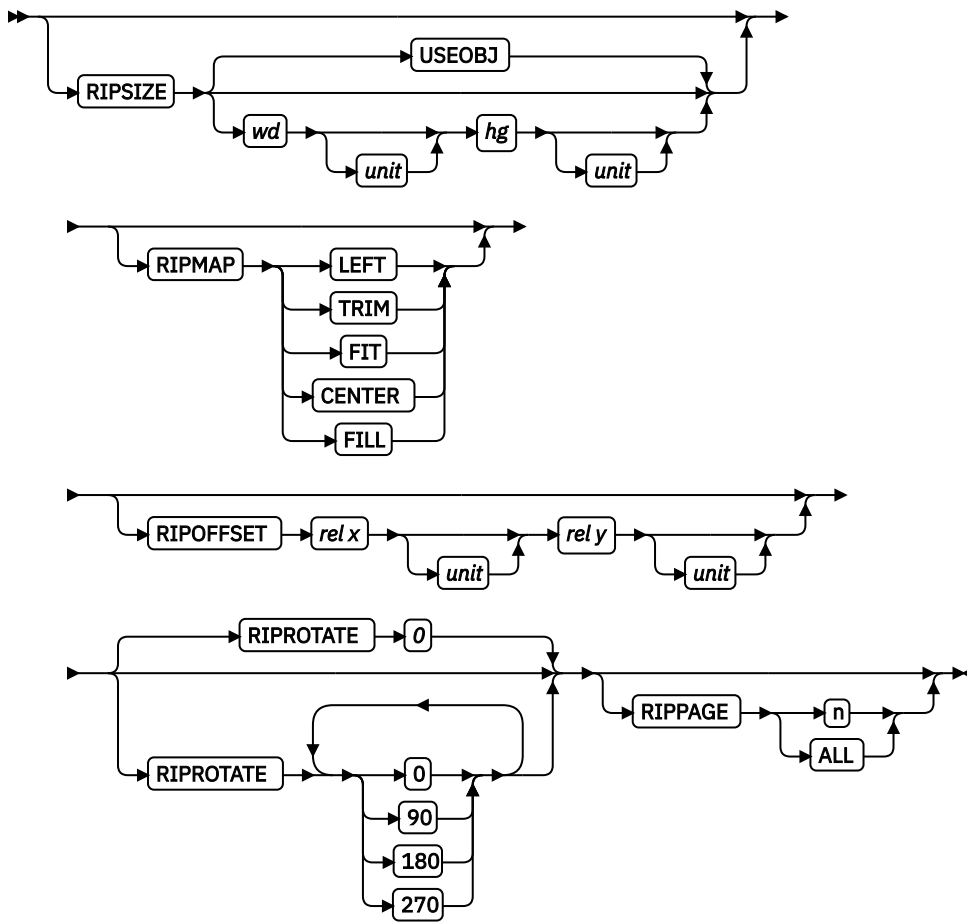 USEOBJ
RIPSIZE
wd hg
unit unit
RIPMAP LEFT
TRIM
FIT
CENTER
FILL
RIPOFFSET rel x rel y
unit unit
RIPROTATE 0
RIPPAGE n
ALL
RIPROTATE 0
90
180
270